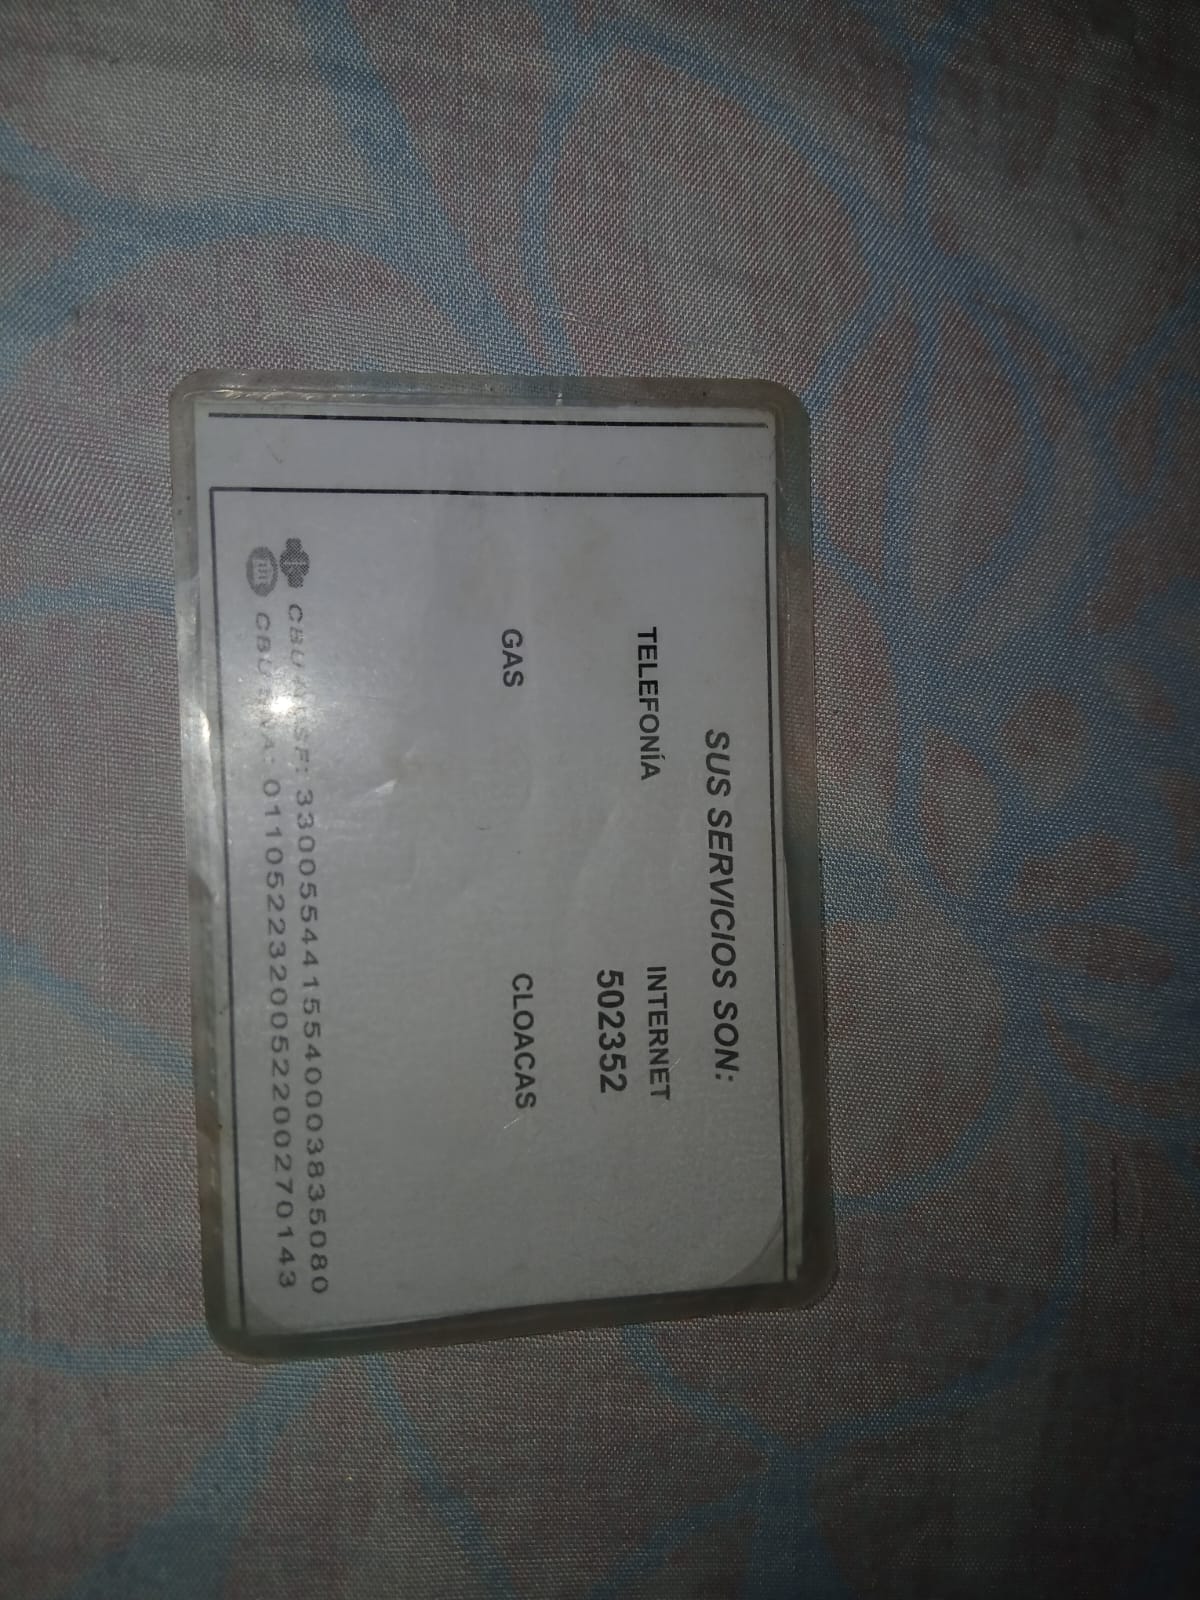 SUS SERVICIOS SON:
TELEFONÍA INTERNET
502352
GAS CLOACAS
CBU 3300554415540003835080
CBU 0110522320052200270143